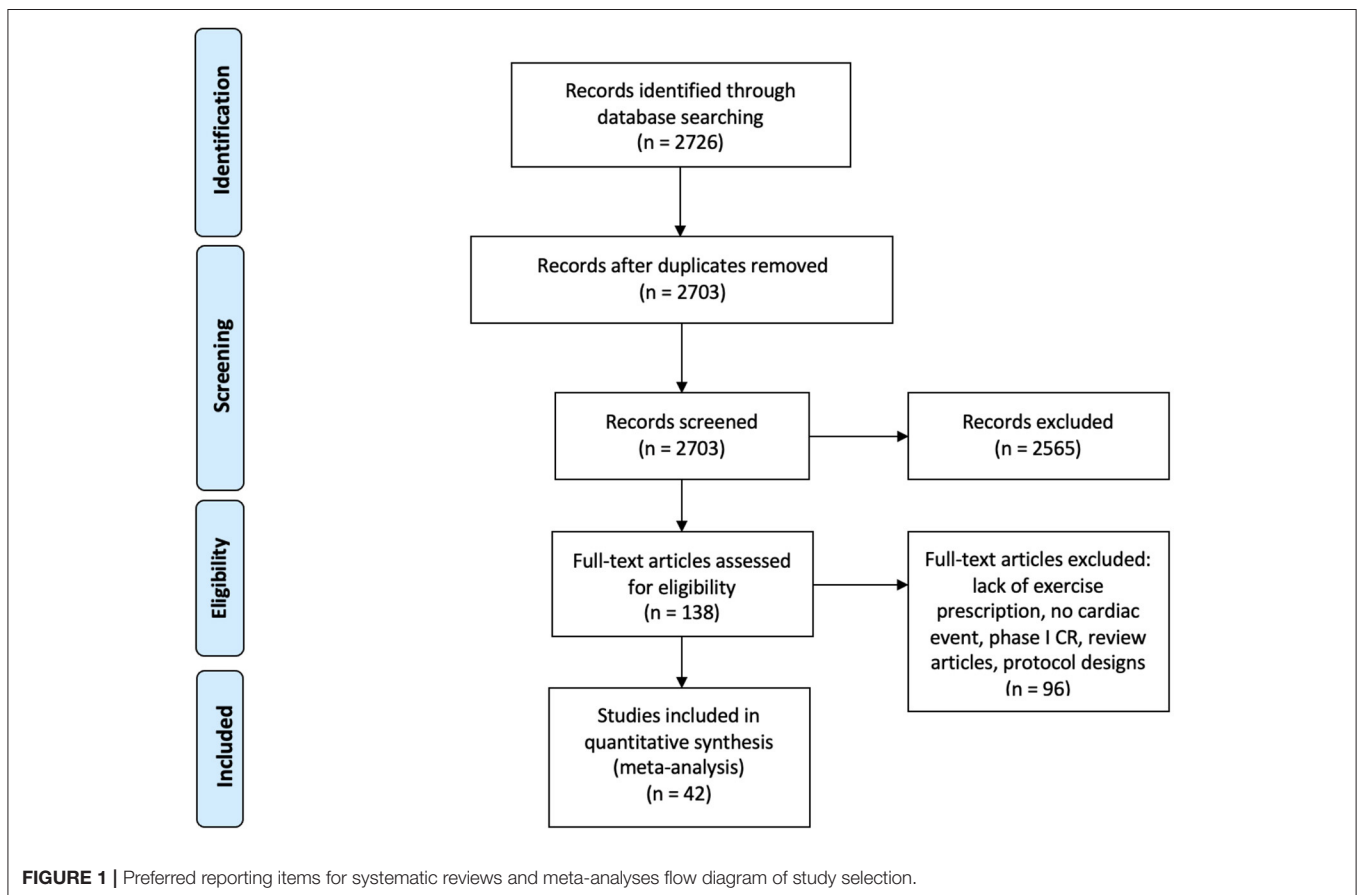 Identification
Records identified through
database searching
(n = 2726)
Screening
Records after duplicates removed
(n = 2703)
Records screened
(n = 2703)
Records excluded
(n = 2565)
Eligibility
Full-text articles assessed
for eligibility
(n = 138)
Full-text articles excluded:
lack of exercise
prescription, no cardiac
event, phase I CR, review
articles, protocol designs
(n = 96)
Included
Studies included in
quantitative synthesis
(meta-analysis)
(n = 42)
FIGURE 1 | Preferred reporting items for systematic reviews and meta-analyses flow diagram of study selection.